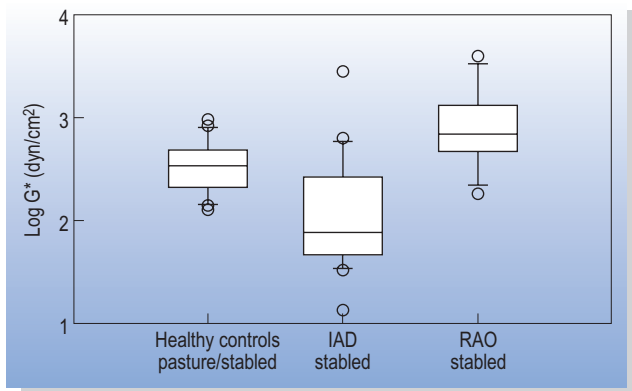 4
3
2
1
Log G* (dyn/cm²)
Healthy controls
pasture/stabled
IAD
stabled
RAO
stabled